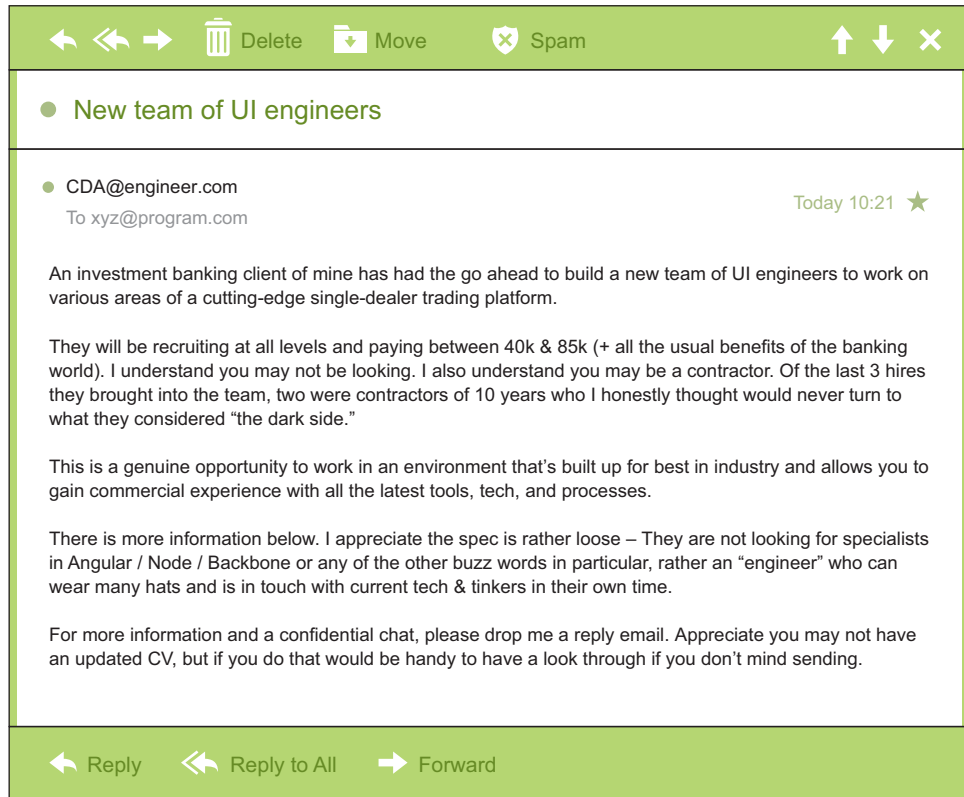 Delete Move Spam
New team of UI engineers
CDA@engineer.com
To xyz@program.com
Today 10:21
An investment banking client of mine has had the go ahead to build a new team of UI engineers to work on
various areas of a cutting-edge single-dealer trading platform.
They will be recruiting at all levels and paying between 40k & 85k (+ all the usual benefits of the banking
world). I understand you may not be looking. I also understand you may be a contractor. Of the last 3 hires
they brought into the team, two were contractors of 10 years who I honestly thought would never turn to
what they considered “the dark side.”
This is a genuine opportunity to work in an environment that’s built up for best in industry and allows you to
gain commercial experience with all the latest tools, tech, and processes.
There is more information below. I appreciate the spec is rather loose – They are not looking for specialists
in Angular / Node / Backbone or any of the other buzz words in particular, rather an “engineer” who can
wear many hats and is in touch with current tech & tinkers in their own time.
For more information and a confidential chat, please drop me a reply email. Appreciate you may not have
an updated CV, but if you do that would be handy to have a look through if you don’t mind sending.
Reply Reply to All Forward